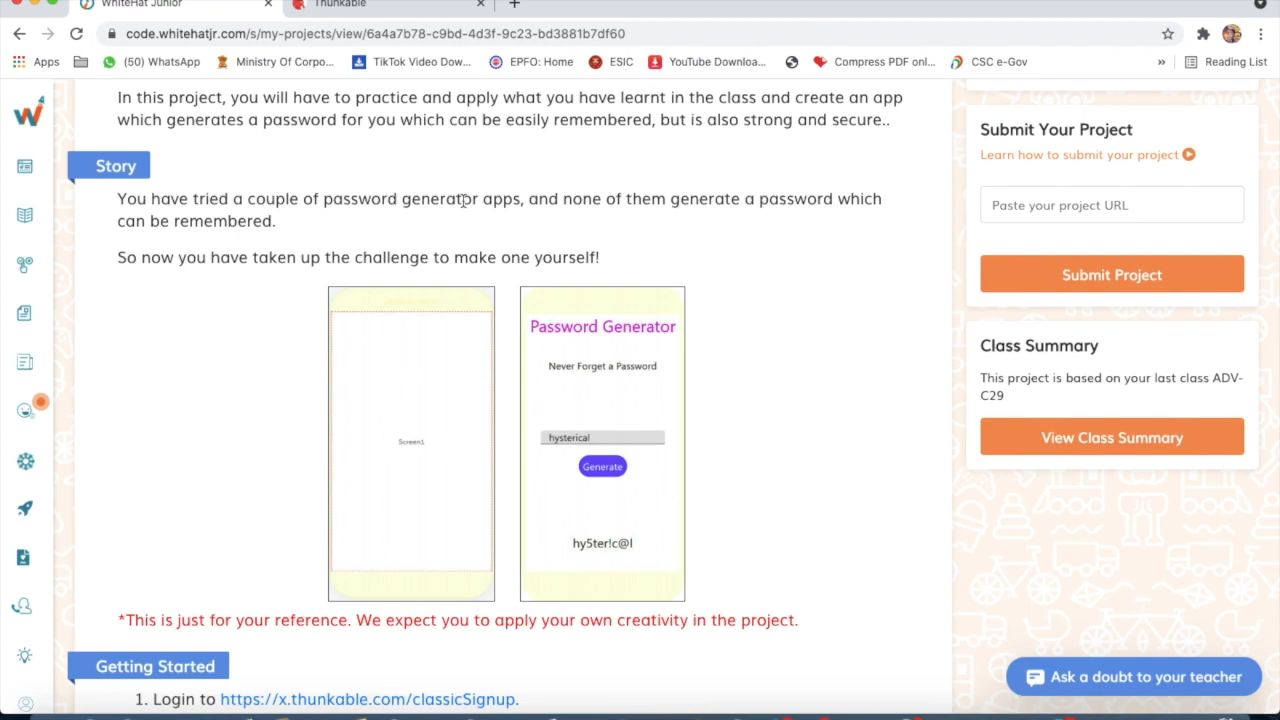 WhiteHat Junior
Thunkable
code.whitehatjr.com/s/my-projects/view/6a4a7b78-c9bd-4d3f-9c23-bd3881b7df60
Apps
(50) WhatsApp
Ministry Of Corpo...
TikTok Video Dow...
EPFO: Home
ESIC
YouTube Downloa...
Compress PDF onl...
CSC e-Gov
»
Reading List
In this project, you will have to practice and apply what you have learnt in the class and create an app
which generates a password for you which can be easily remembered, but is also strong and secure..
Story
You have tried a couple of password generator apps, and none of them generate a password which
can be remembered.
So now you have taken up the challenge to make one yourself!
Screen1
Password Generator
Never Forget a Password
hysterical
Generate
hy5ter!c@l
*This is just for your reference. We expect you to apply your own creativity in the project.
Getting Started
1. Login to https://x.thunkable.com/classicSignup.
Submit Your Project
Learn how to submit your project
Paste your project URL
Submit Project
Class Summary
This project is based on your last class ADV-
C29
View Class Summary
Ask a doubt to your teacher